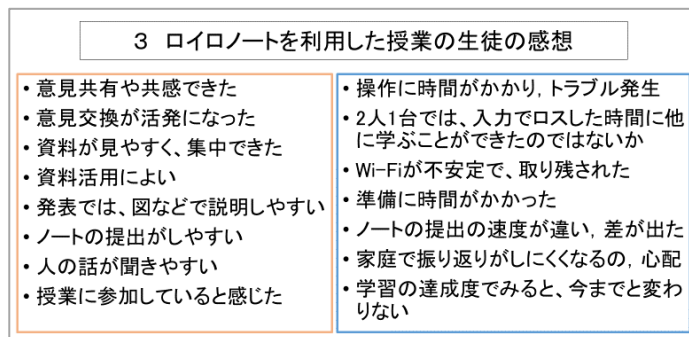 3 ロイロノートを利用した授業の生徒の感想
• 意見共有や共感できた
• 意見交換が活発になった
• 資料が見やすく、集中できた
• 資料活用によい
• 発表では、図などで説明しやすい
• ノートの提出がしやすい
• 人の話が聞きやすい
• 授業に参加していると感じた
• 操作に時間がかかり，トラブル発生
• 2人1台では、入力でロスした時間に他
に学ぶことができたのではないか
• Wi-Fiが不安定で、取り残された
• 準備に時間がかかった
• ノートの提出の速度が違い，差が出た
• 家庭で振り返りがしにくくなるの，心配
• 学習の達成度でみると、今までと変わ
りない